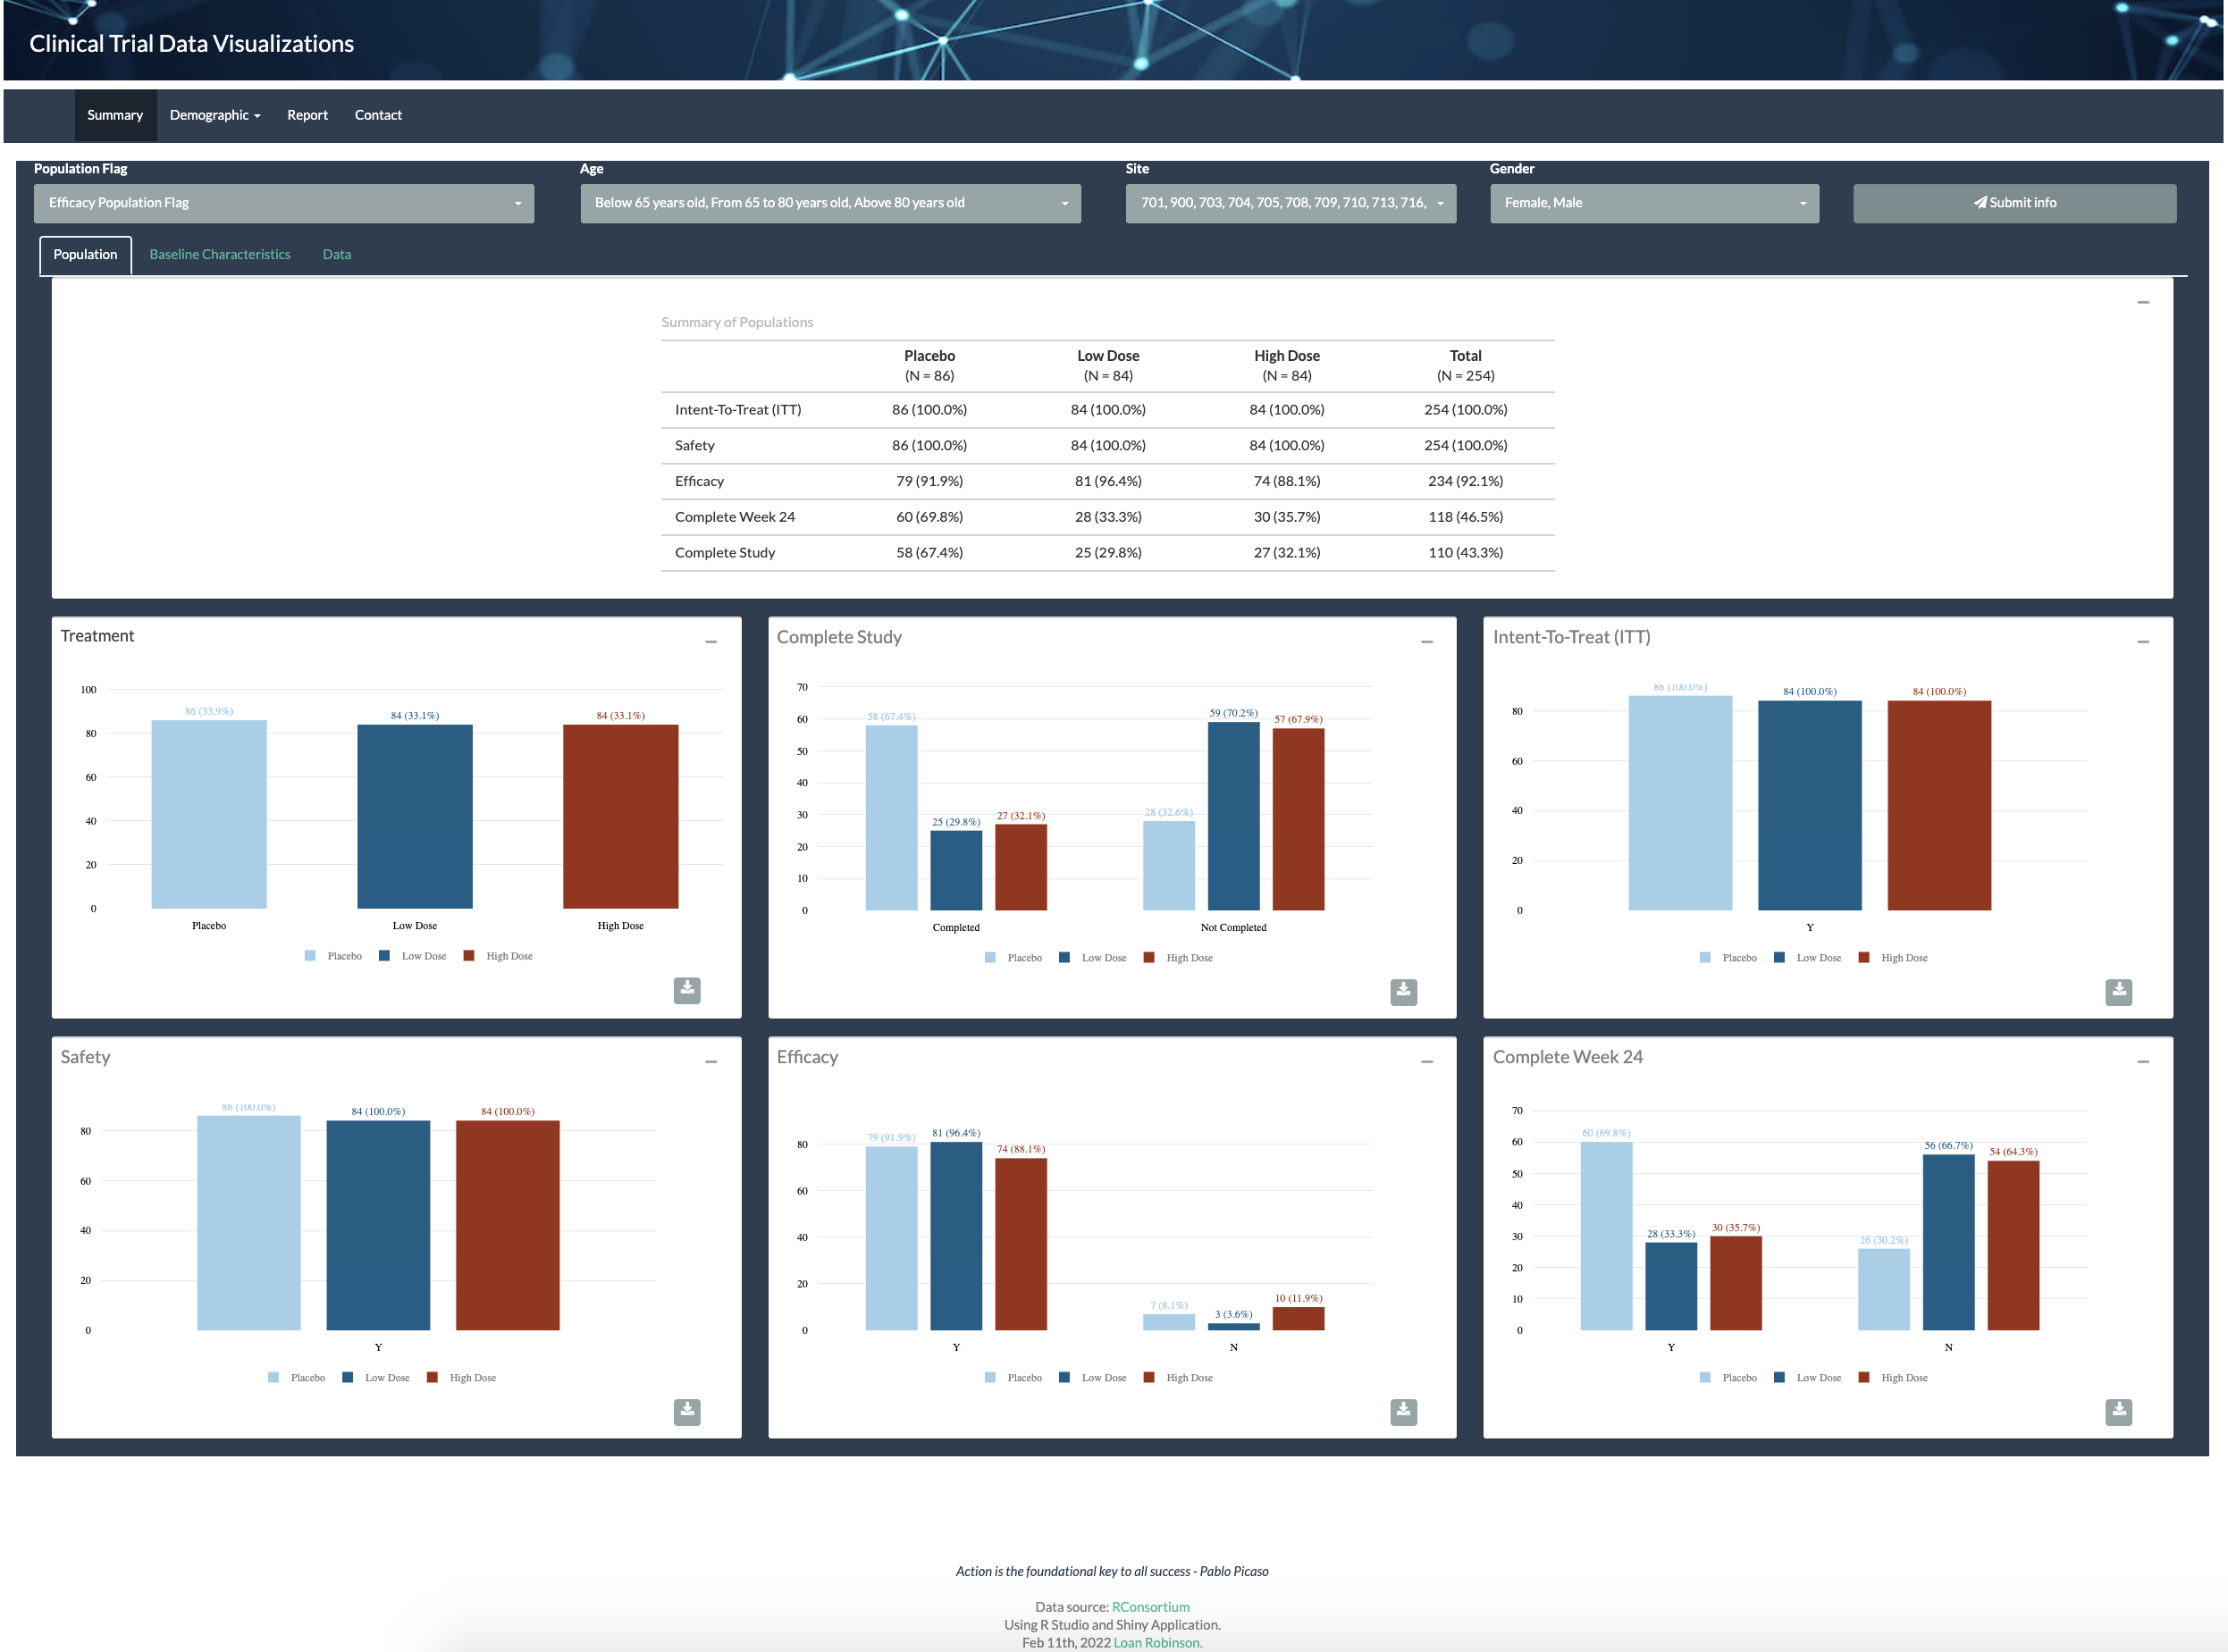 Clinical Trial Data Visualizations
Summary Demographic Report Contact
Population Flag Age Site Gender
Efficacy Population Flag Below 65 years old, From 65 to 80 years old, Above 80 years old 701, 900, 703, 704, 705, 708, 709, 710, 713, 716, Female, Male Submit info
Population Baseline Characteristics Data
Summary of Populations
Placebo Low Dose High Dose Total
(N = 86) (N = 84) (N = 84) (N = 254)
Intent-To-Treat (ITT) 86 (100.0%) 84 (100.0%) 84 (100.0%) 254 (100.0%)
Safety 86 (100.0%) 84 (100.0%) 84 (100.0%) 254 (100.0%)
Efficacy 79 (91.9%) 81 (96.4%) 74 (88.1%) 234 (92.1%)
Complete Week 24 60 (69.8%) 28 (33.3%) 30 (35.7%) 118 (46.5%)
Complete Study 58 (67.4%) 25 (29.8%) 27 (32.1%) 110 (43.3%)
Treatment
100
80
60
40
20
0
86 (33.9%) 84 (33.1%) 84 (33.1%)
Placebo Low Dose High Dose
Placebo Low Dose High Dose
Complete Study
70
60
50
40
30
20
10
0
58 (67.4%) 25 (29.8%) 27 (32.1%) 28 (32.6%) 59 (70.2%) 57 (67.9%)
Completed Not Completed
Placebo Low Dose High Dose
Intent-To-Treat (ITT)
80
60
40
20
0
86 (100.0%) 84 (100.0%) 84 (100.0%)
Y
Placebo Low Dose High Dose
Safety
80
60
40
20
0
86 (100.0%) 84 (100.0%) 84 (100.0%)
Y
Placebo Low Dose High Dose
Efficacy
80
60
40
20
0
79 (91.9%) 81 (96.4%) 74 (88.1%) 7 (8.1%) 3 (3.6%) 10 (11.9%)
Y N
Placebo Low Dose High Dose
Complete Week 24
70
60
50
40
30
20
10
0
60 (69.8%) 28 (33.3%) 30 (35.7%) 26 (30.2%) 56 (66.7%) 54 (64.3%)
Y N
Placebo Low Dose High Dose
Action is the foundational key to all success - Pablo Picaso
Data source: RConsortium
Using R Studio and Shiny Application.
Feb 11th, 2022 Loan Robinson.